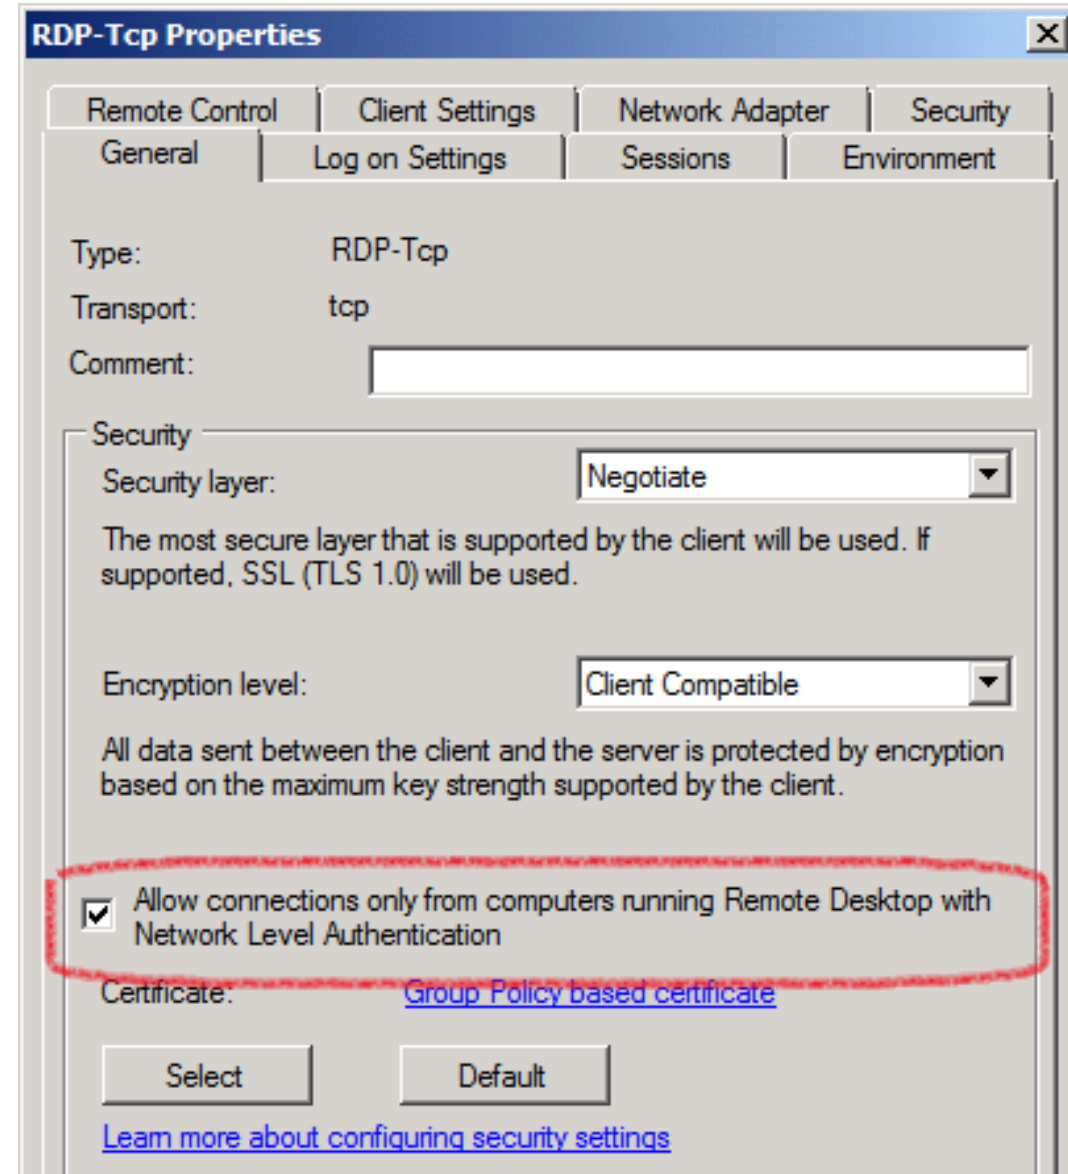 RDP-Tcp Properties
Remote Control
Client Settings
Network Adapter
Security
General
Log on Settings
Sessions
Environment
Type:
RDP-Tcp
Transport:
tcp
Comment:
Security
Security layer:
Negotiate
The most secure layer that is supported by the client will be used. If
supported, SSL (TLS 1.0) will be used.
Encryption level:
Client Compatible
All data sent between the client and the server is protected by encryption
based on the maximum key strength supported by the client.
Allow connections only from computers running Remote Desktop with
Network Level Authentication
Certificate:
Group Policy based certificate
Select
Default
Learn more about configuring security settings